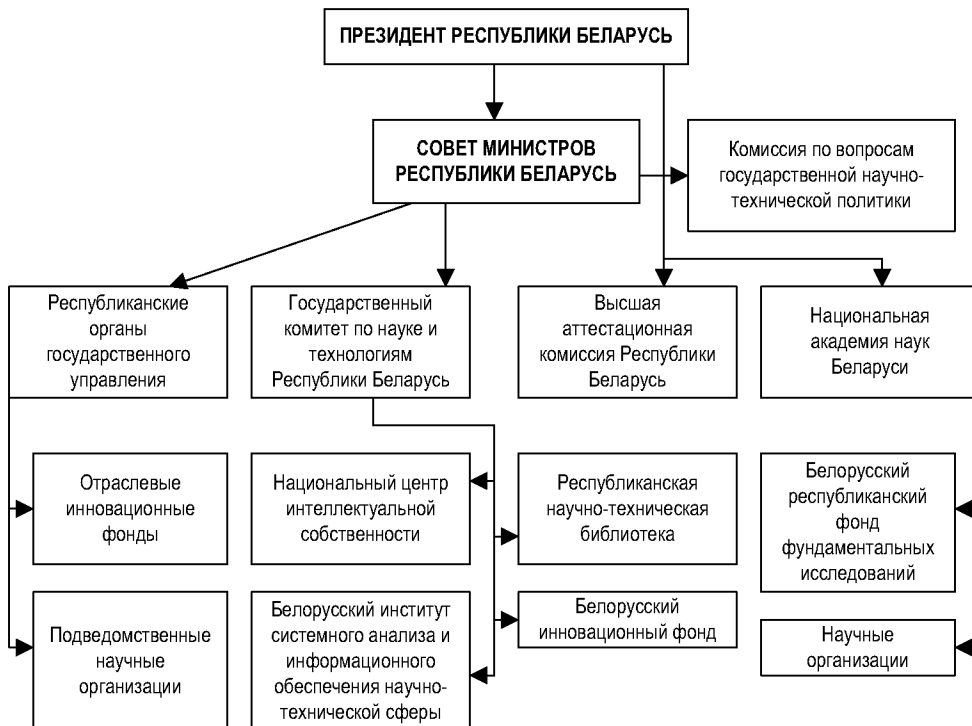 ПРЕЗИДЕНТ РЕСПУБЛИКИ БЕЛАРУСЬ
СОВЕТ МИНИСТРОВ
РЕСПУБЛИКИ БЕЛАРУСЬ
Комиссия по вопросам
государственной научно-
технической политики
Республиканские
органы
государственного
управления
Государственный
комитет по науке и
технологиям
Республики Беларусь
Высшая
аттестационная
комиссия Республики
Беларусь
Национальная
академия наук
Беларуси
Отраслевые
инновационные
фонды
Национальный центр
интеллектуальной
собственности
Республиканская
научно-техническая
библиотека
Белорусский
республиканский
фонд
фундаментальных
исследований
Подведомственные
научные
организации
Белорусский институт
системного анализа и
информационного
обеспечения научно-
технической сферы
Белорусский
инновационный фонд
Научные
организации